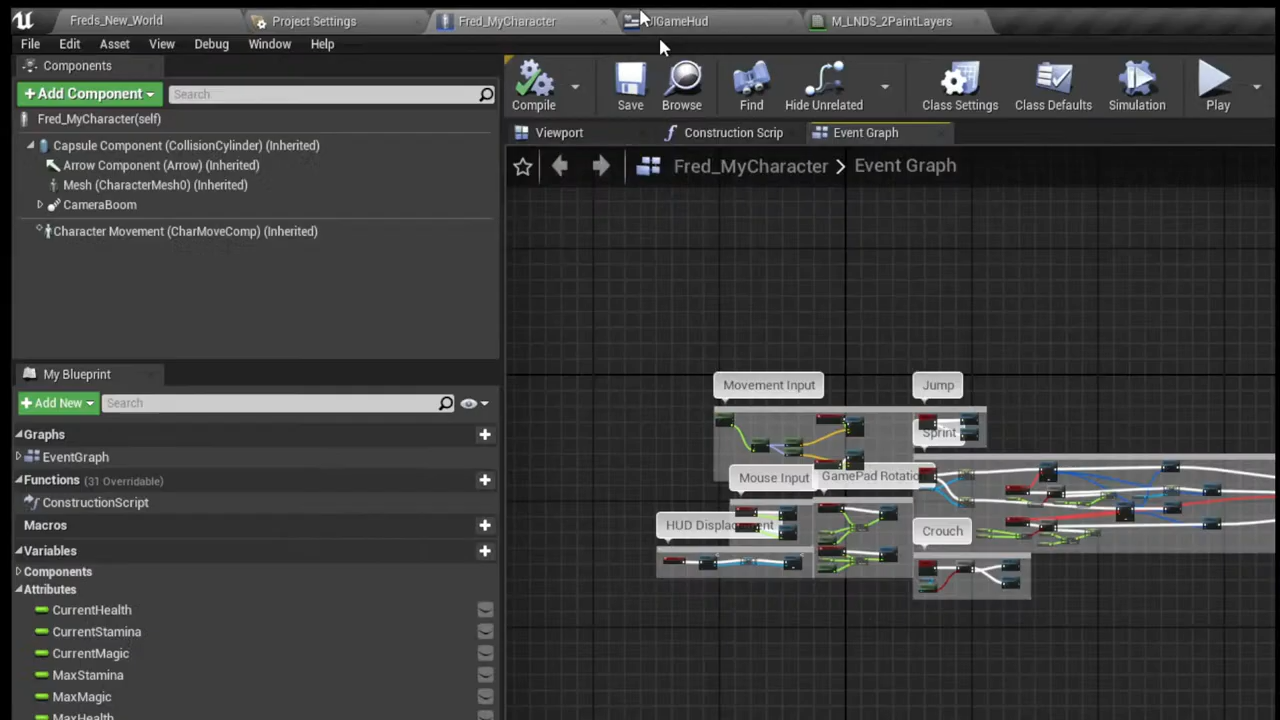 Freds_New_World
Project Settings
Fred_MyCharacter
IGameHud
M_LNDS_2PaintLayers
File Edit Asset View Window Debug Help
Components
+Add Component
Search
Fred_MyCharacter(self)
Capsule Component (CollisionCylinder) (Inherited)
Arrow Component (Arrow) (Inherited)
Mesh (CharacterMesh0) (Inherited)
CameraBoom
Character Movement (CharMoveComp) (Inherited)
Compile
Save
Browse
Find
Hide Unrelated
Class Settings
Class Defaults
Simulation
Play
Viewport
Construction Scrip
Event Graph
Fred_MyCharacter > Event Graph
My Blueprint
+Add New
Search
Graphs
EventGraph
Functions (31 Overridable)
ConstructionScript
Macros
Variables
Components
Attributes
CurrentHealth
CurrentStamina
CurrentMagic
MaxStamina
MaxMagic
MaxHealth
Movement Input
Jump
Sprint
Mouse Input
GamePad Rotatio
HUD Displacement
Crouch